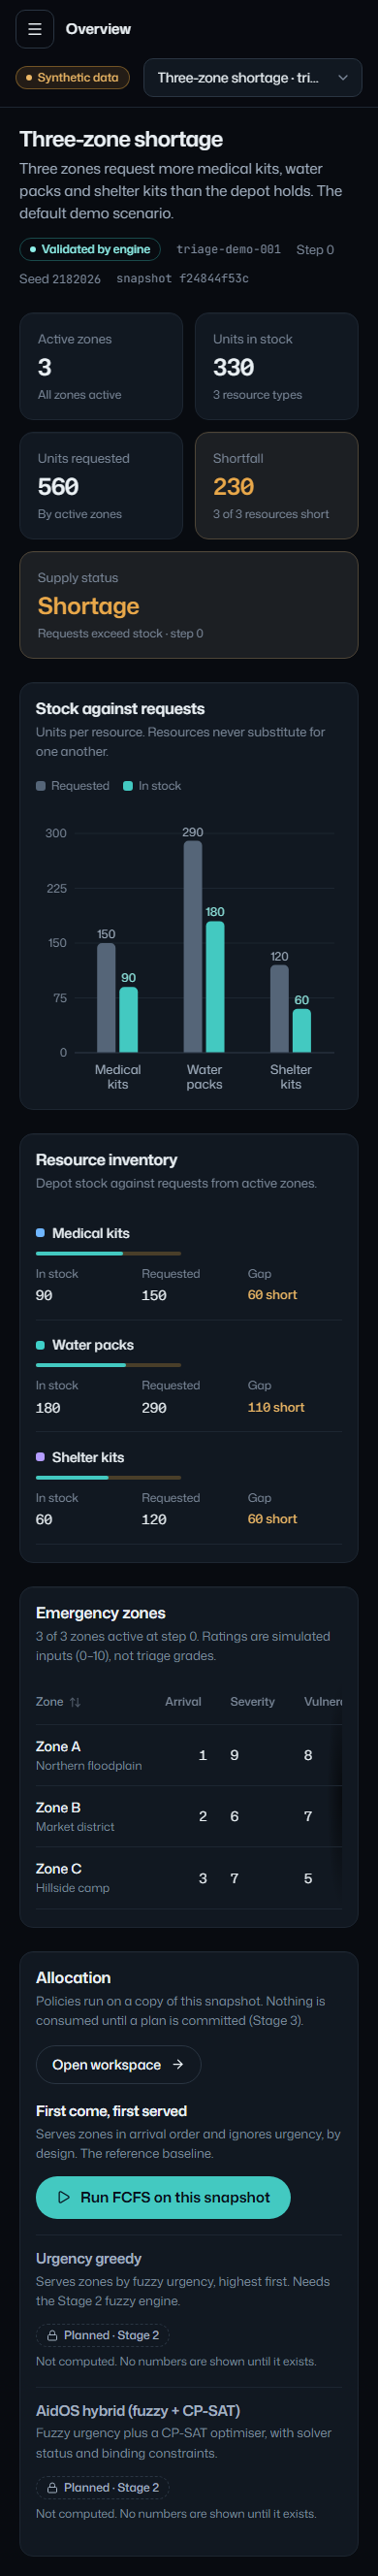 Overview
Synthetic data
Three-zone shortage · tri...
Three-zone shortage
Three zones request more medical kits, water
packs and shelter kits than the depot holds. The
default demo scenario.
Validated by engine triage-demo-001 Step 0
Seed 2182026 snapshot f24844f53c
Active zones
3
All zones active
Units in stock
330
3 resource types
Units requested
560
By active zones
Shortfall
230
3 of 3 resources short
Supply status
Shortage
Requests exceed stock · step 0
Stock against requests
Units per resource. Resources never substitute for
one another.
Requested In stock
300
225
150
75
0
150
90
290
180
120
60
Medical
kits
Water
packs
Shelter
kits
Resource inventory
Depot stock against requests from active zones.
Medical kits
In stock Requested Gap
90 150 60 short
Water packs
In stock Requested Gap
180 290 110 short
Shelter kits
In stock Requested Gap
60 120 60 short
Emergency zones
3 of 3 zones active at step 0. Ratings are simulated
inputs (0–10), not triage grades.
Zone Arrival Severity Vulnera
Zone A
Northern floodplain
1 9 8
Zone B
Market district
2 6 7
Zone C
Hillside camp
3 7 5
Allocation
Policies run on a copy of this snapshot. Nothing is
consumed until a plan is committed (Stage 3).
Open workspace
First come, first served
Serves zones in arrival order and ignores urgency, by
design. The reference baseline.
Run FCFS on this snapshot
Urgency greedy
Serves zones by fuzzy urgency, highest first. Needs
the Stage 2 fuzzy engine.
Planned · Stage 2
Not computed. No numbers are shown until it exists.
AidOS hybrid (fuzzy + CP-SAT)
Fuzzy urgency plus a CP-SAT optimiser, with solver
status and binding constraints.
Planned · Stage 2
Not computed. No numbers are shown until it exists.